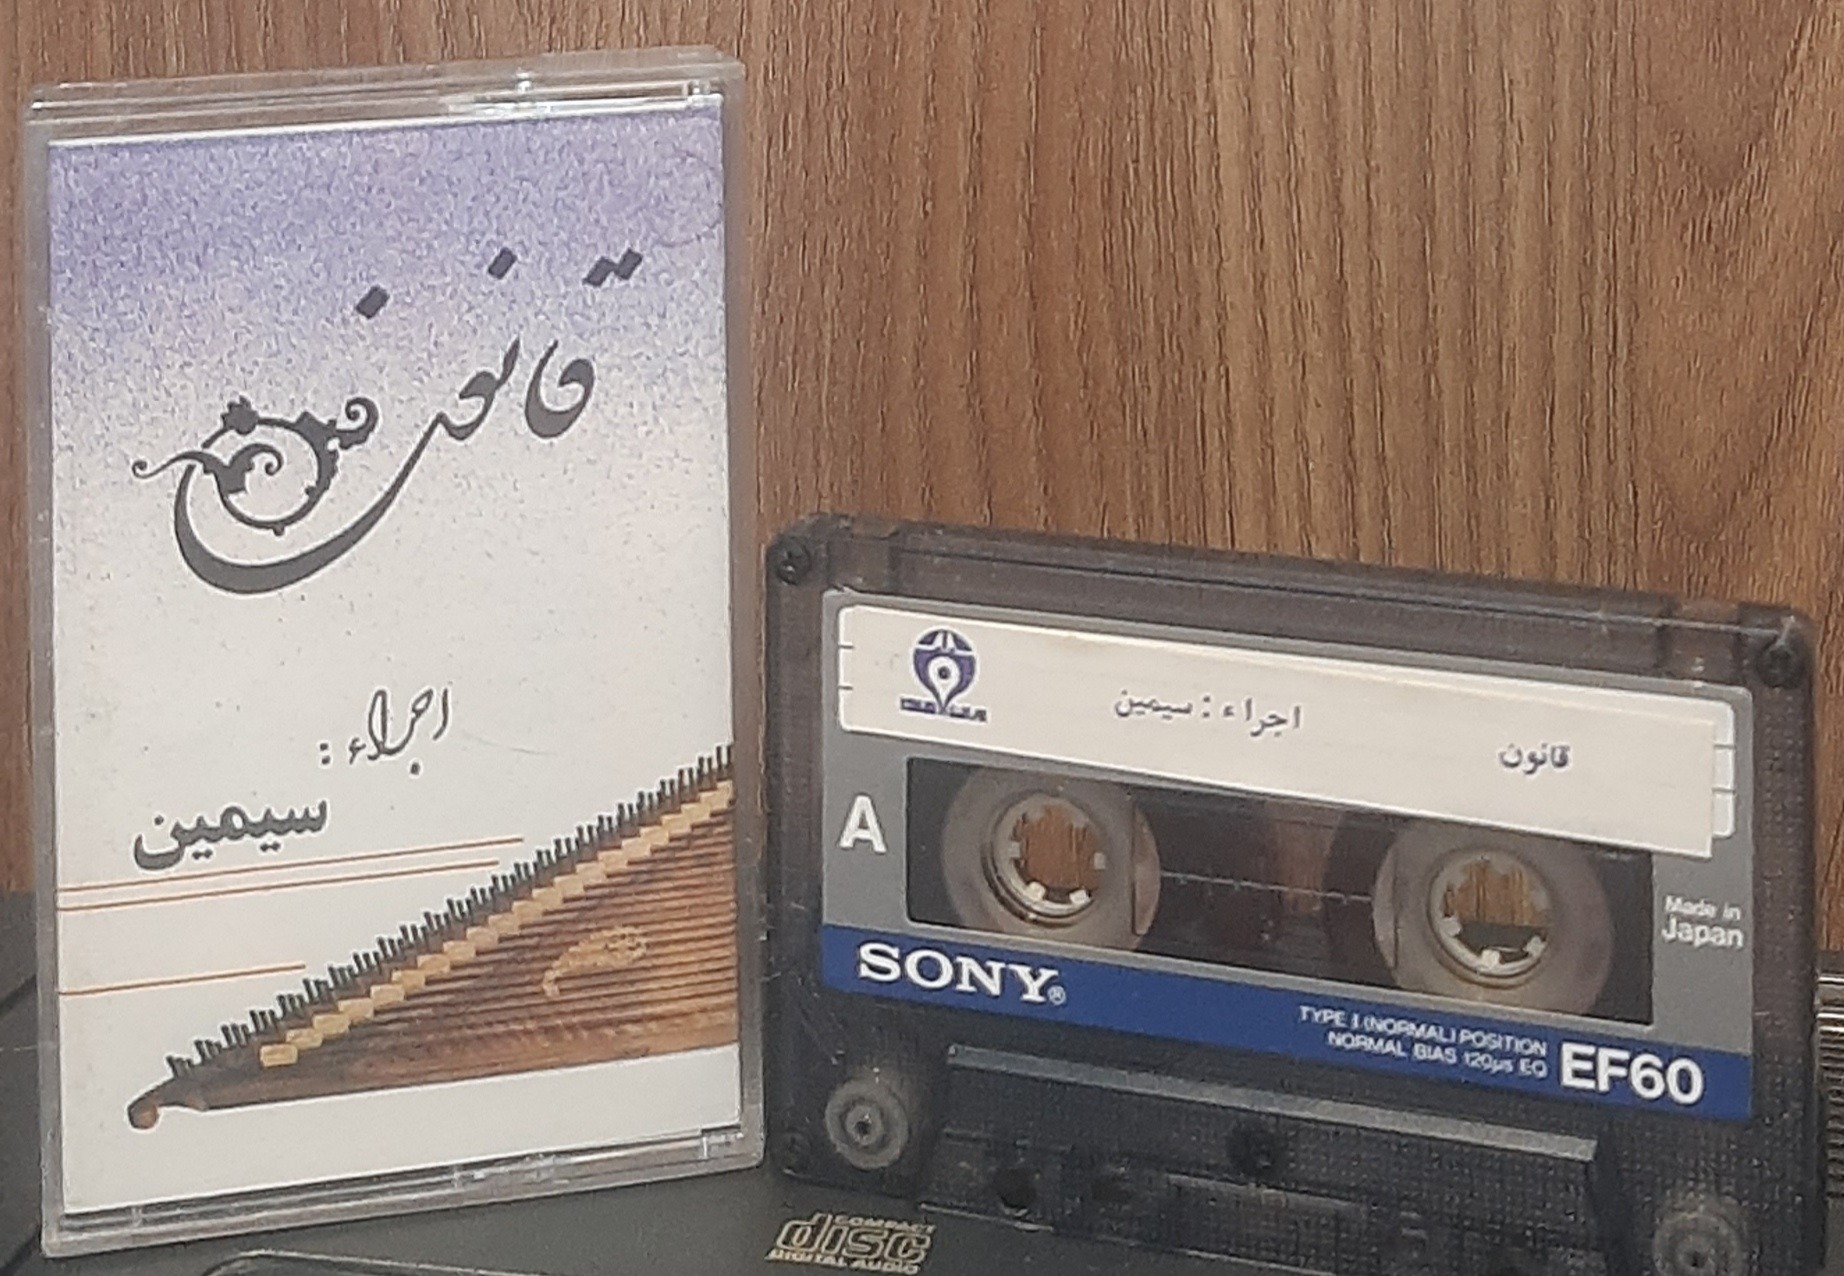 قانون
اجراء :
سیمین
اجراء : سیمین
قانون
A
Made in
Japan
SONY®
TYPE I (NORMAL) POSITION
NORMAL BIAS 120µs EQ
EF60
COMPACT
disc
DIGITAL AUDIO